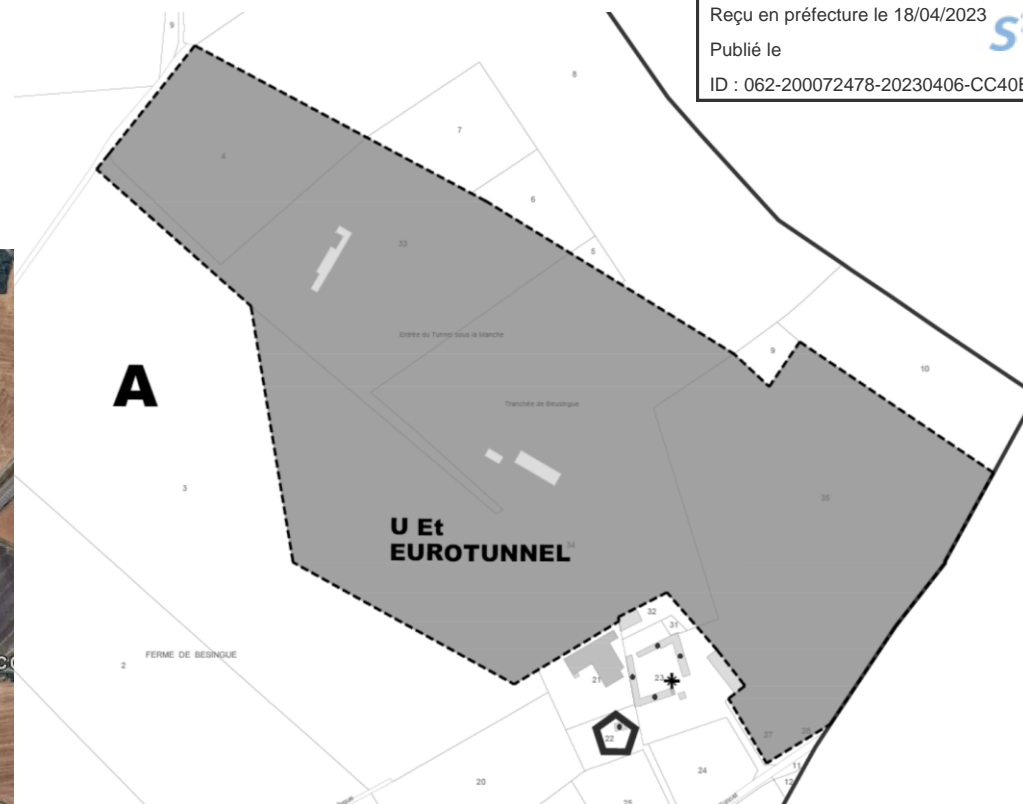 Reçu en préfecture le 18/04/2023
Publié le
ID : 062-200072478-20230406-CC40
9
8
7
4
6
33
5
Entrée du Tunnel sous la Manche
9
10
A
Tranchée de Beusingue
3
35
U Et
EUROTUNNEL
34
32
31
FERME DE BESINGUE
2
21
23
22
27
26
11
24
12
20
25